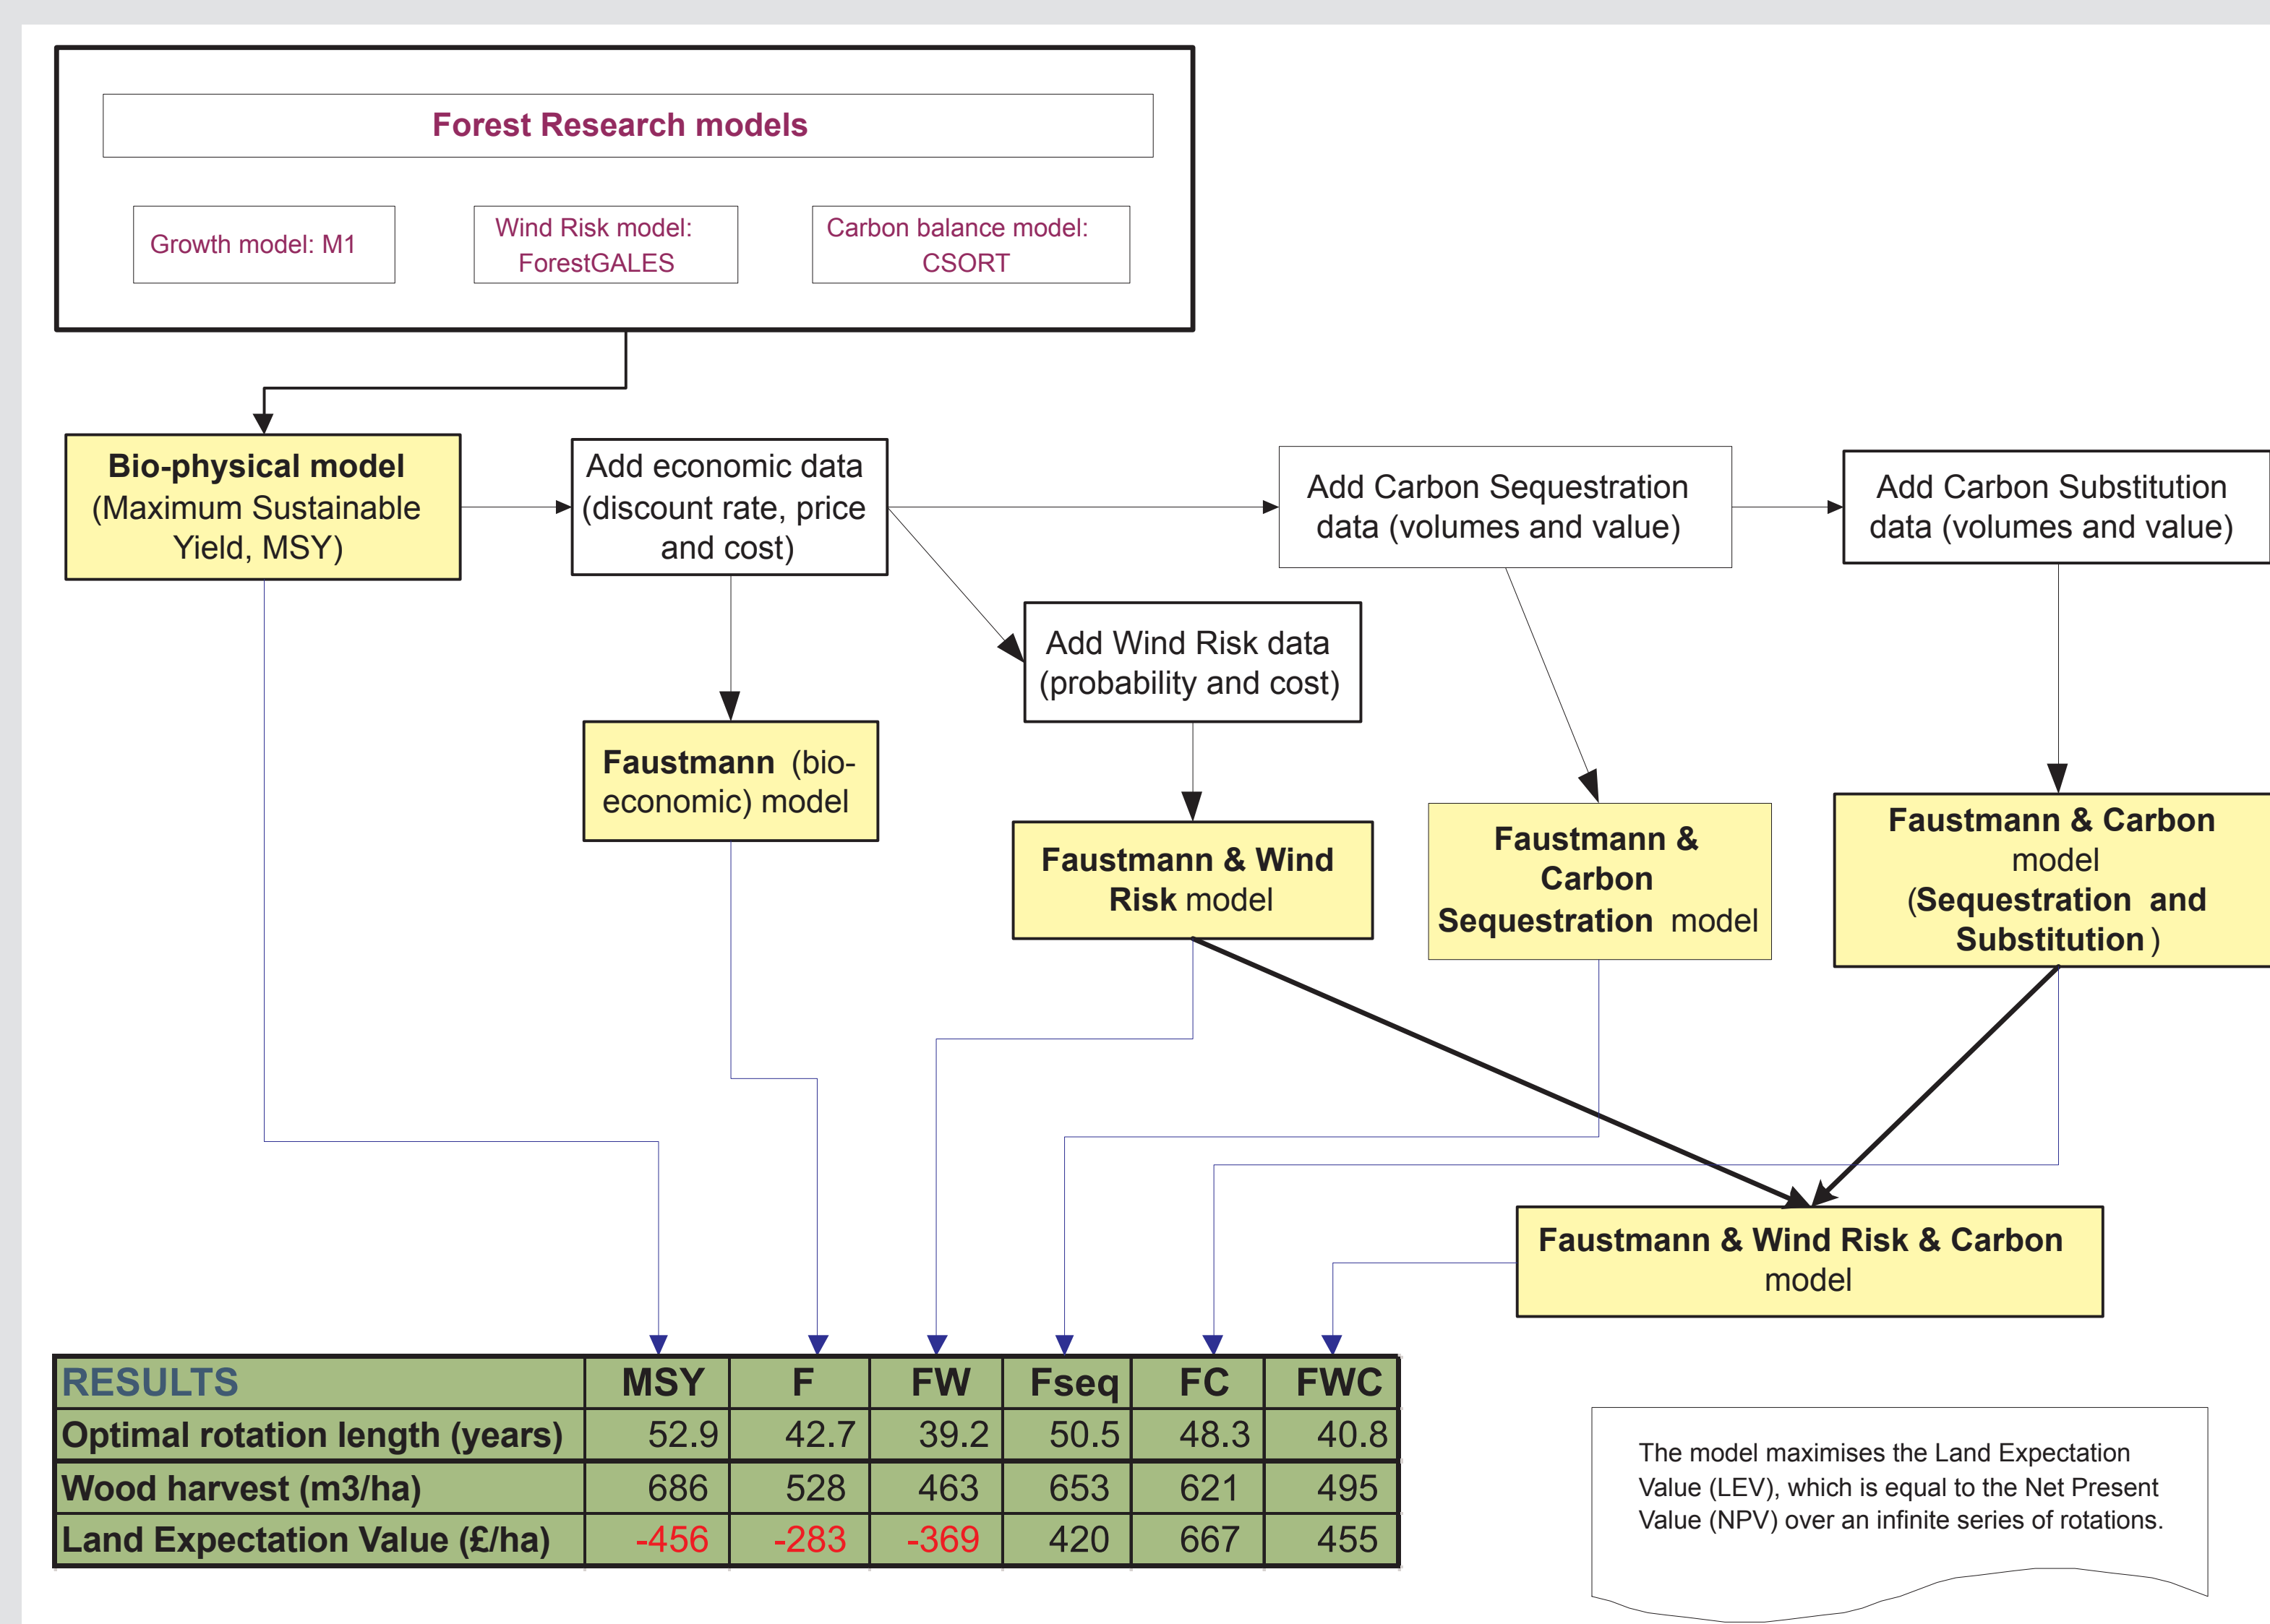 Forest Research models
Growth model: M1
Wind Risk model:
ForestGALES
Carbon balance model:
CSORT
Bio-physical model
(Maximum Sustainable
Yield, MSY)
Add economic data
(discount rate, price
and cost)
Add Carbon Sequestration
data (volumes and value)
Add Carbon Substitution
data (volumes and value)
Add Wind Risk data
(probability and cost)
Faustmann (bio-
economic) model
Faustmann & Wind
Risk model
Faustmann &
Carbon
Sequestration model
Faustmann & Carbon
model
(Sequestration and
Substitution)
Faustmann & Wind Risk & Carbon
model
RESULTS MSY F FW Fseq FC FWC
Optimal rotation length (years) 52.9 42.7 39.2 50.5 48.3 40.8
Wood harvest (m3/ha) 686 528 463 653 621 495
Land Expectation Value (£/ha) -456 -283 -369 420 667 455
The model maximises the Land Expectation
Value (LEV), which is equal to the Net Present
Value (NPV) over an infinite series of rotations.